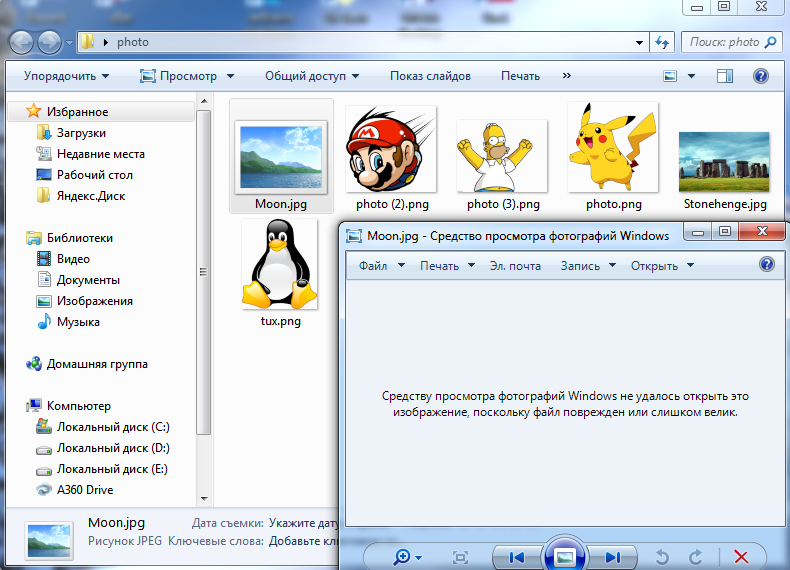 photo
Поиск: photo
Упорядочить Просмотр Общий доступ Показ слайдов Печать »
Избранное
Загрузки
Недавние места
Рабочий стол
Яндекс.Диск
Библиотеки
Видео
Документы
Изображения
Музыка
Домашняя группа
Компьютер
Локальный диск (C:)
Локальный диск (D:)
Локальный диск (E:)
A360 Drive
Moon.jpg
photo (2).png
photo (3).png
photo.png
Stonehenge.jpg
tux.png
Moon.jpg - Средство просмотра фотографий Windows
Файл Печать Эл. почта Запись Открыть
Средству просмотра фотографий Windows не удалось открыть это
изображение, поскольку файл поврежден или слишком велик.
Moon.jpg Дата съемки: Укажите дату
Рисунок JPEG Ключевые слова: Добавьте